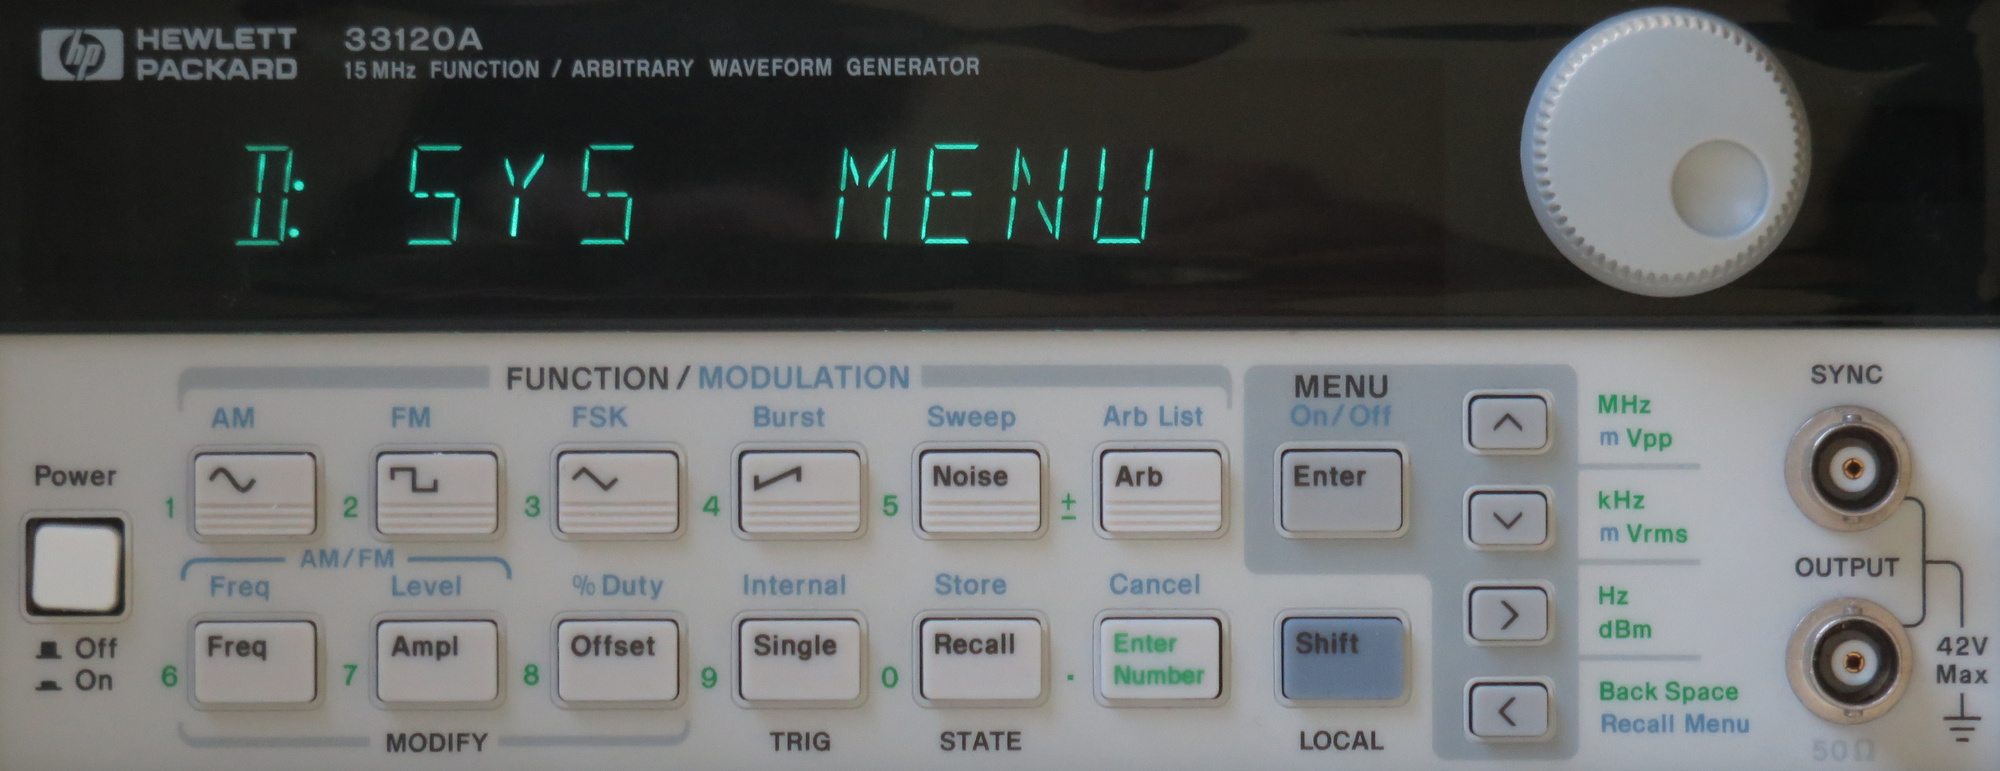 hp HEWLETT PACKARD
33120A
15 MHz FUNCTION / ARBITRARY WAVEFORM GENERATOR
D: SYS MENU
FUNCTION / MODULATION
AM FM FSK Burst Sweep Arb List
1 2 3 4 5 Noise ± Arb
AM/FM
Freq Level % Duty Internal Store Cancel
6 Freq 7 Ampl 8 Offset 9 Single 0 Recall . Enter Number
MODIFY TRIG STATE
Power
Off
On
MENU
On/Off
Enter
Shift
LOCAL
MHz
m Vpp
kHz
m Vrms
Hz
dBm
Back Space
Recall Menu
SYNC
OUTPUT
42V
Max
50Ω